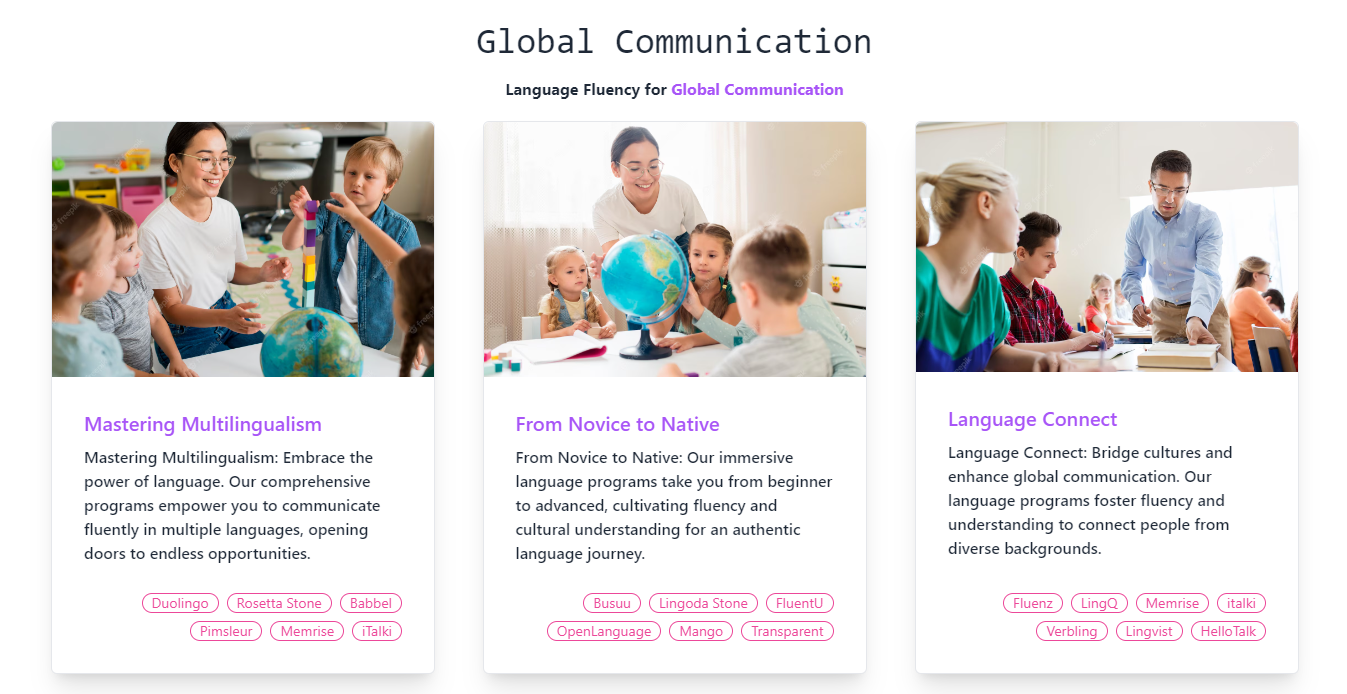 Global Communication
Language Fluency for Global Communication
Mastering Multilingualism
Mastering Multilingualism: Embrace the
power of language. Our comprehensive
programs empower you to communicate
fluently in multiple languages, opening
doors to endless opportunities.
Duolingo Rosetta Stone Babbel
Pimsleur Memrise iTalki
From Novice to Native
From Novice to Native: Our immersive
language programs take you from beginner
to advanced, cultivating fluency and
cultural understanding for an authentic
language journey.
Busuu Lingoda Stone FluentU
OpenLanguage Mango Transparent
Language Connect
Language Connect: Bridge cultures and
enhance global communication. Our
language programs foster fluency and
understanding to connect people from
diverse backgrounds.
Fluenz LingQ Memrise italki
Verbling Lingvist HelloTalk